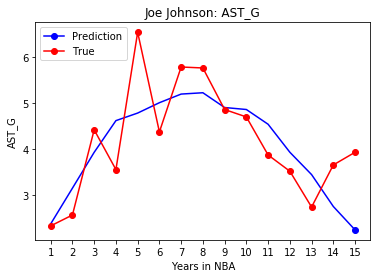 Joe Johnson: AST_G
Prediction
True
AST_G
6
5
4
3
1 2 3 4 5 6 7 8 9 10 11 12 13 14 15
Years in NBA